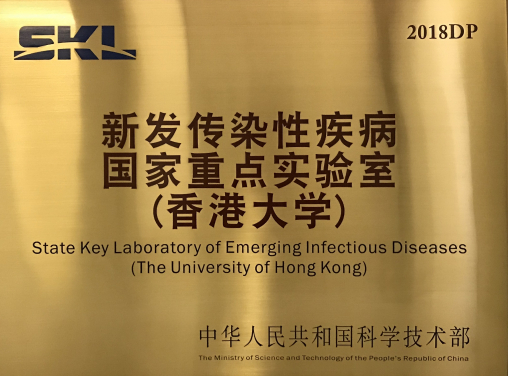 SKL
2018DP
新发传染性疾病
国家重点实验室
(香港大学)
State Key Laboratory of Emerging Infectious Diseases
(The University of Hong Kong)
中华人民共和国科学技术部
The Ministry of Science and Technology of the People's Republic of China